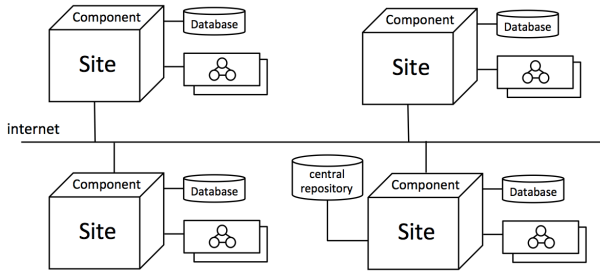 Component
Database
Site
Component
Database
Site
internet
Component
Database
Site
central
repository
Component
Database
Site